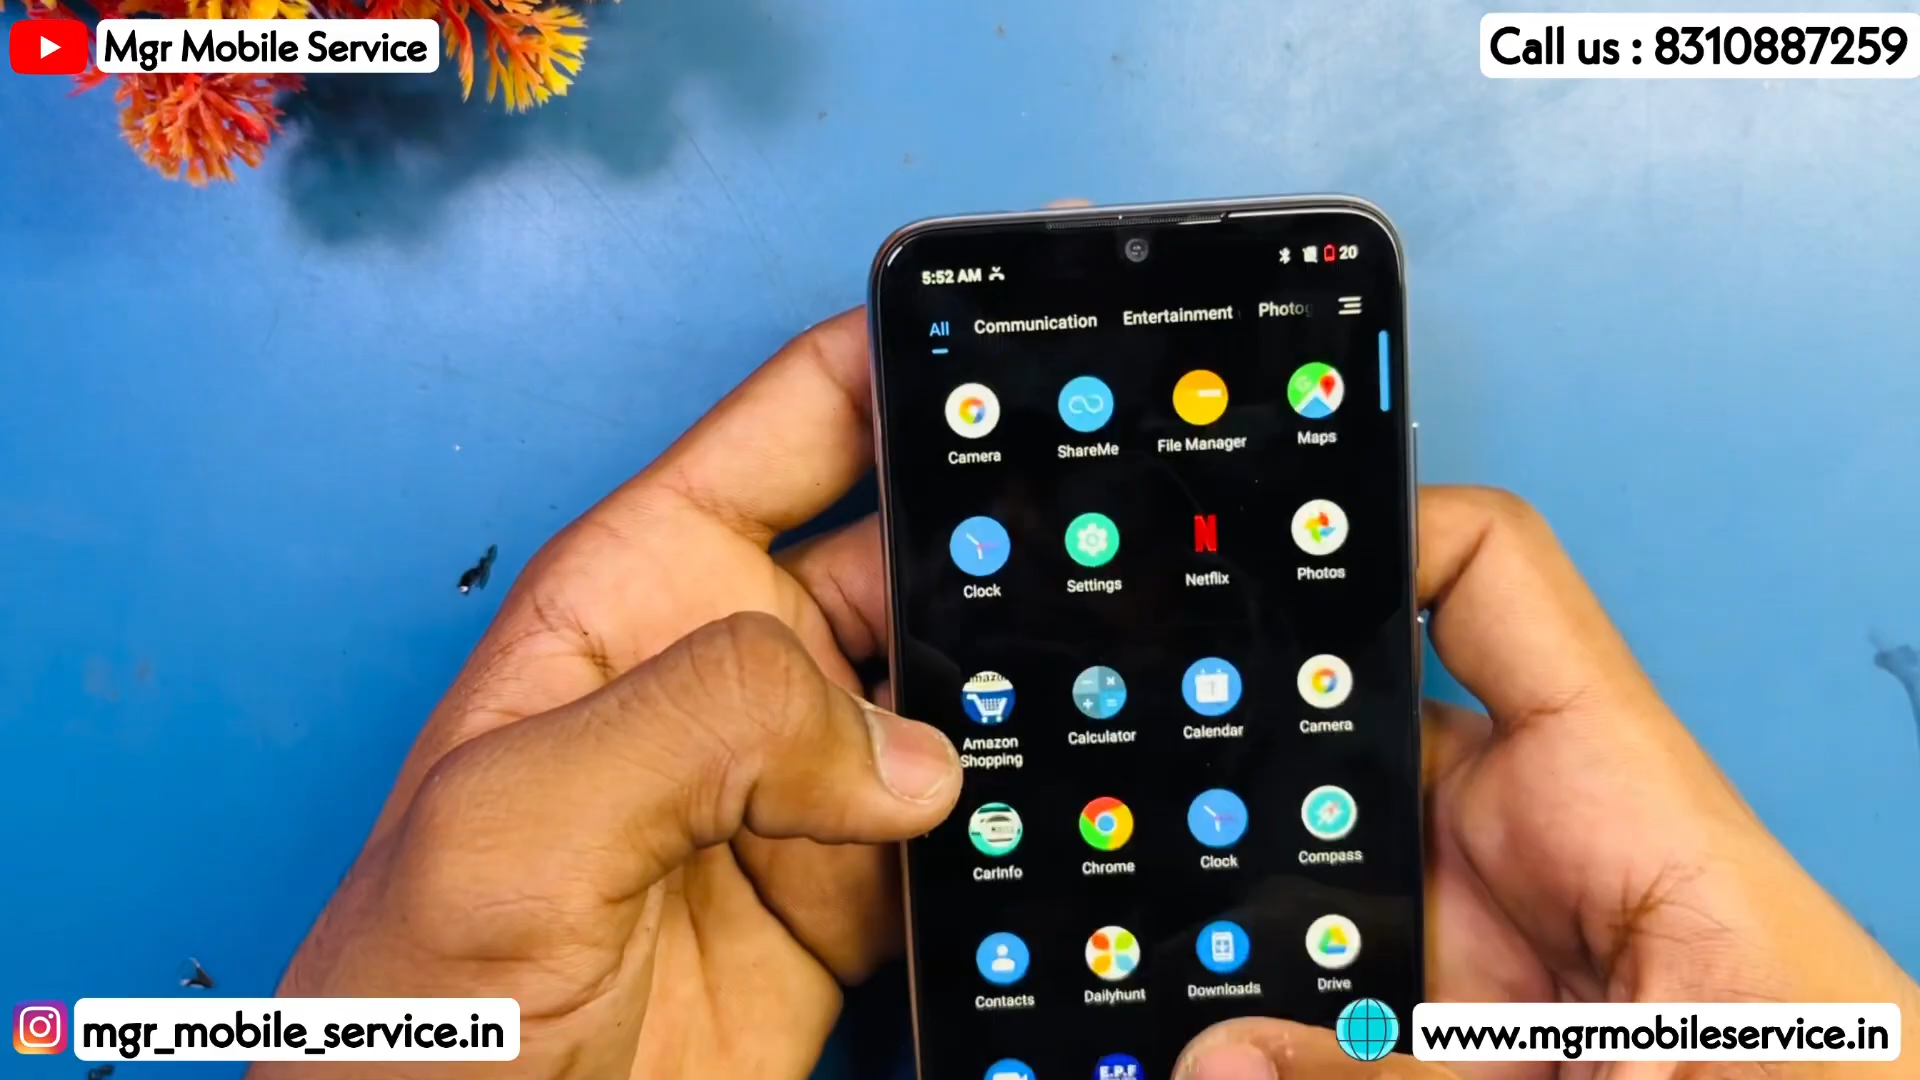 Mgr Mobile Service
Call us : 8310887259
5:52 AM
20
All
Communication
Entertainment
Photog
Camera
ShareMe
File Manager
Maps
Clock
Settings
Netflix
Photos
Amazon
Shopping
Calculator
Calendar
Camera
CarInfo
Chrome
Clock
Compass
Contacts
Dailyhunt
Downloads
Drive
E.P.F
mgr_mobile_service.in
www.mgrmobileservice.in